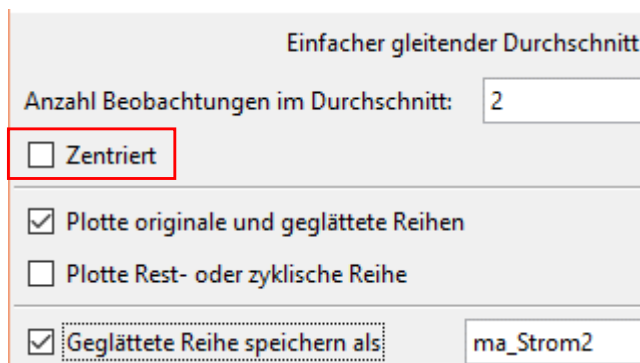 Einfacher gleitender Durchschnitt
Anzahl Beobachtungen im Durchschnitt: 2
Zentriert
Plotte originale und geglättete Reihen
Plotte Rest- oder zyklische Reihe
Geglättete Reihe speichern als ma_Strom2